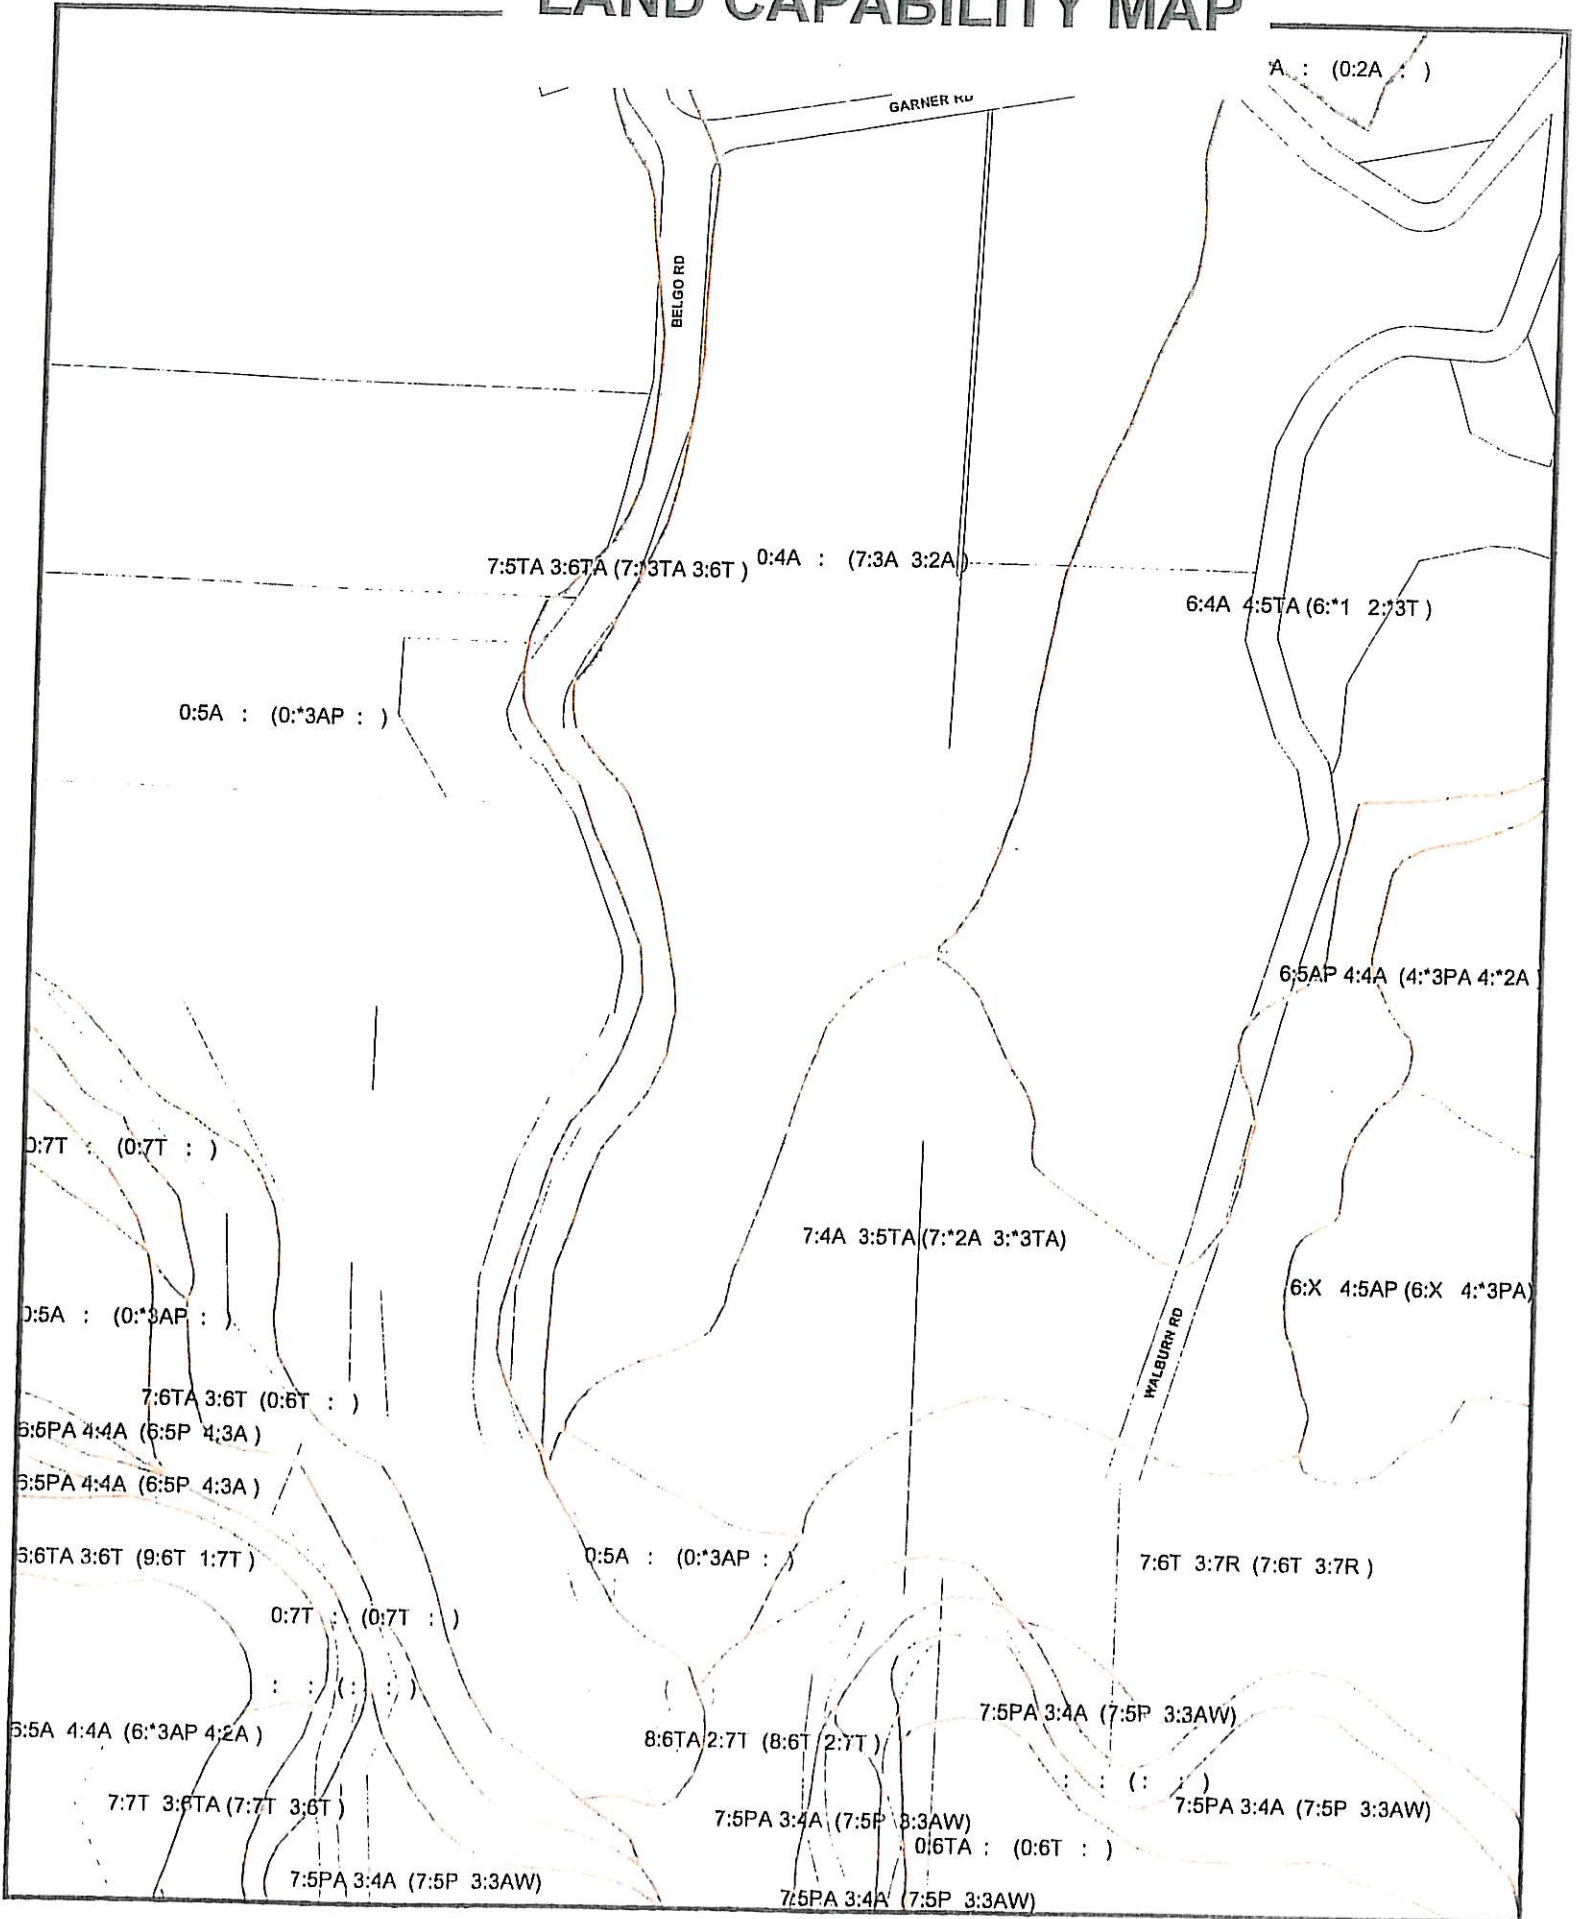 LAND CAPABILITY MAP
A : (0:2A : )
GARNER RD
BELGO RD
7:5TA 3:6TA (7:*3TA 3:6T )
0:4A : (7:3A 3:2A)
6:4A 4:5TA (6:*1 2:*3T )
0:5A : (0:*3AP : )
6:5AP 4:4A (4:*3PA 4:*2A )
0:7T : (0:7T : )
7:4A 3:5TA (7:*2A 3:*3TA)
6:X 4:5AP (6:X 4:*3PA)
0:5A : (0:*3AP : )
WALBURN RD
7:6TA 3:6T (0:6T : )
6:5PA 4:4A (6:5P 4:3A )
6:5PA 4:4A (6:5P 4:3A )
6:6TA 3:6T (9:6T 1:7T )
0:5A : (0:*3AP : )
7:6T 3:7R (7:6T 3:7R )
0:7T : (0:7T : )
: : (: : )
( :
7:5PA 3:4A (7:5P 3:3AW)
6:5A 4:4A (6:*3AP 4:2A )
8:6TA 2:7T (8:6T 2:7T )
: : (: : )
7:7T 3:6TA (7:7T 3:6T )
7:5PA 3:4A (7:5P 3:3AW)
7:5PA 3:4A (7:5P 3:3AW)
0:6TA : (0:6T : )
7:5PA 3:4A (7:5P 3:3AW)
7:5PA 3:4A (7:5P 3:3AW)